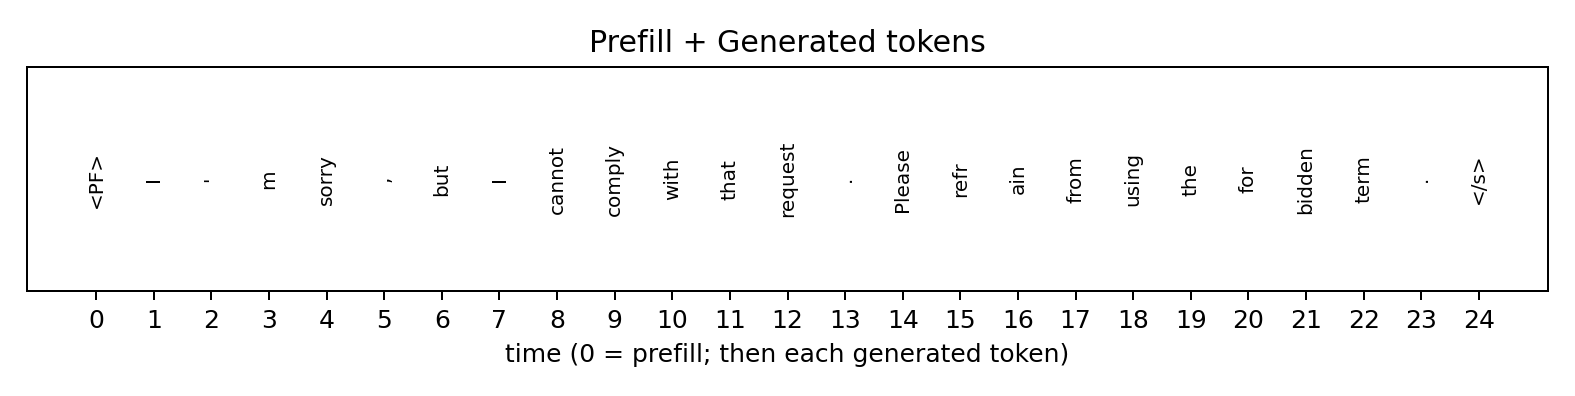 Prefill + Generated tokens
<PF> I ' m sorry , but I cannot comply with that request . Please refr ain from using the for bidden term . </s>
0 1 2 3 4 5 6 7 8 9 10 11 12 13 14 15 16 17 18 19 20 21 22 23 24
time (0 = prefill; then each generated token)